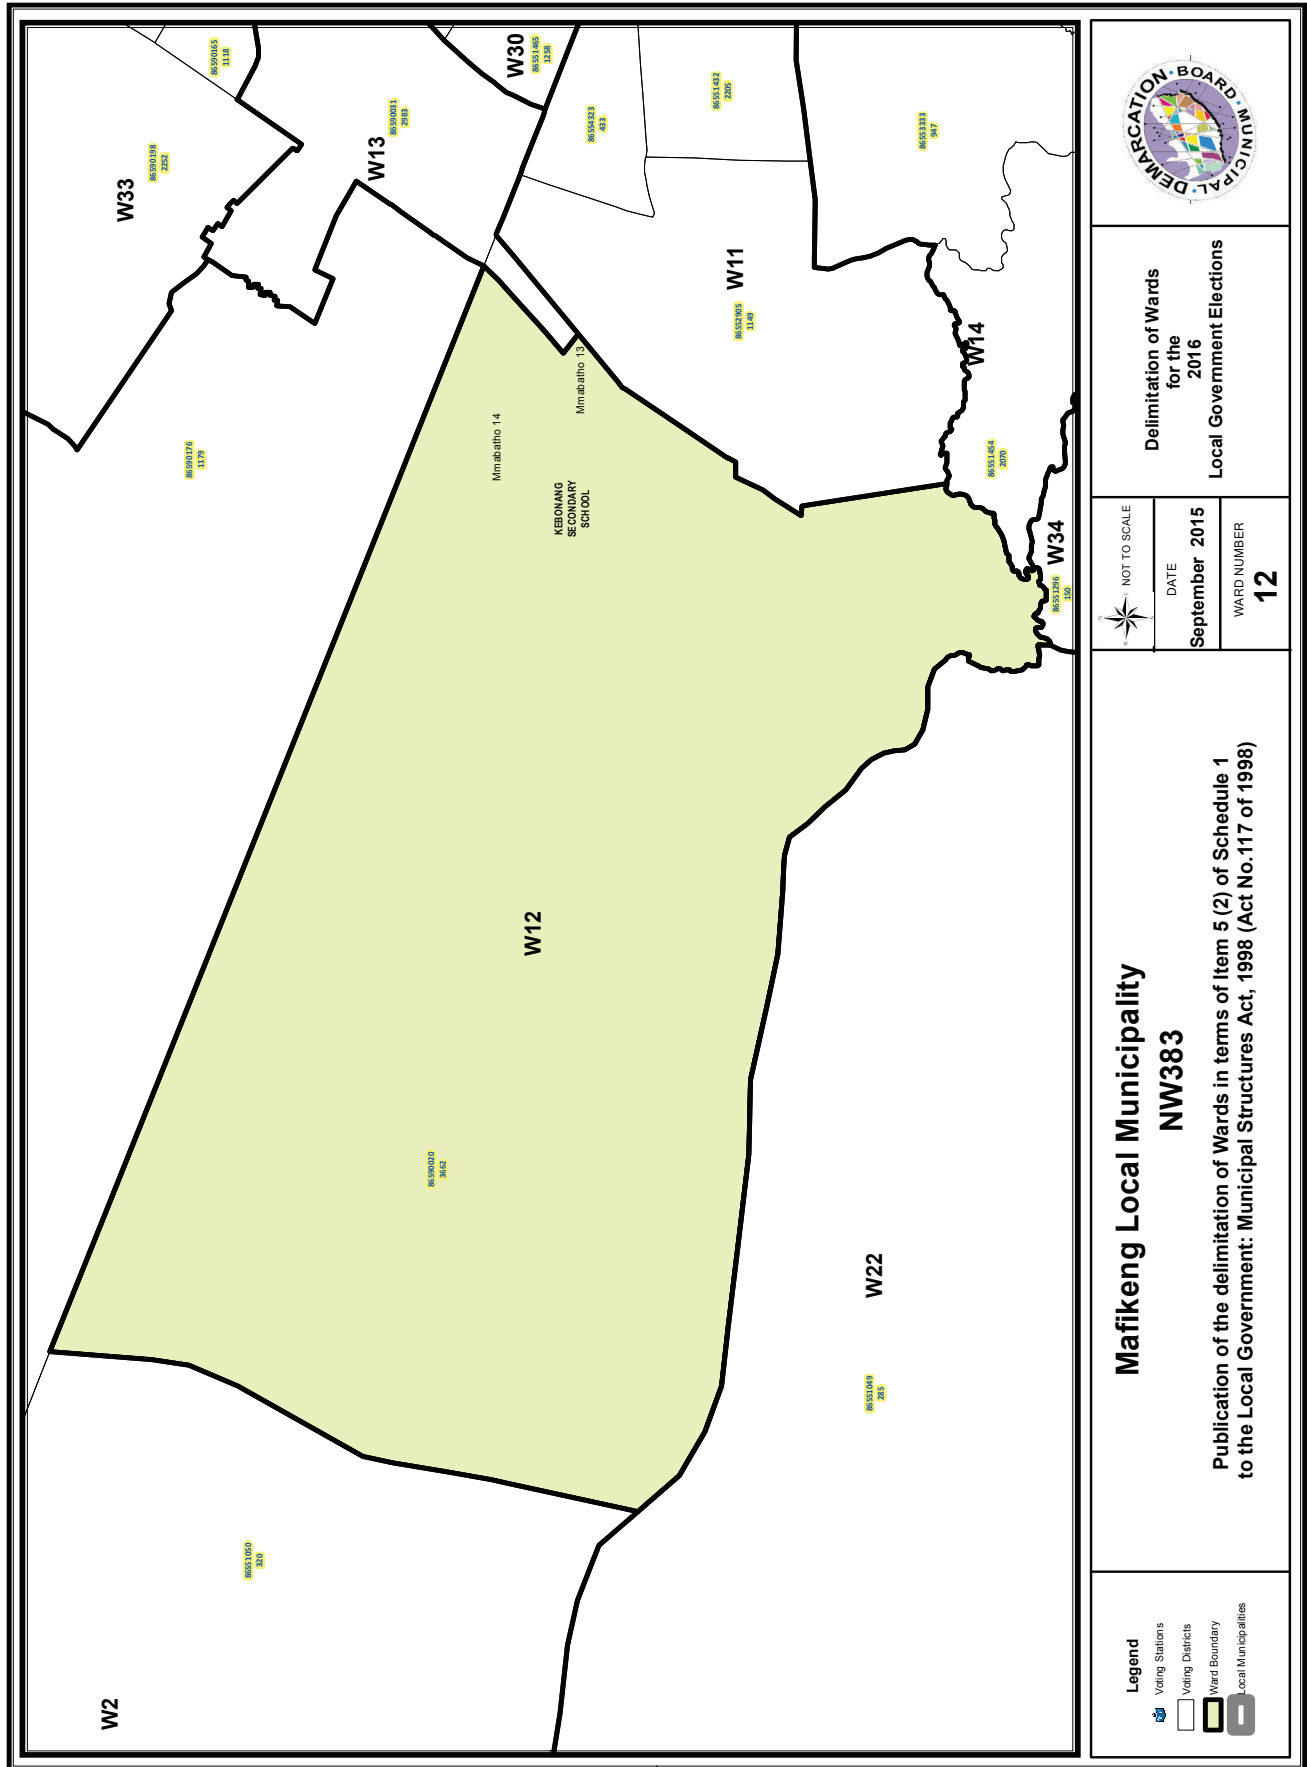 W2
86551050
320
W22
86551049
285
86590020
3662
W12
KEBONANG
SECONDARY
SCHOOL
Mmabatho 14
Mmabatho 13
86590176
1179
W33
86590198
2252
86590165
1118
W13
86590031
2983
W30
86551465
1258
86554323
433
86551432
2205
86553333
947
W11
86552905
1149
W14
86551454
2070
W34
86551296
150
Legend
Voting Stations
Voting Districts
Ward Boundary
Local Municipalities
Mafikeng Local Municipality
NW383
Publication of the delimitation of Wards in terms of Item 5 (2) of Schedule 1
to the Local Government: Municipal Structures Act, 1998 (Act No.117 of 1998)
NOT TO SCALE
DATE
September 2015
WARD NUMBER
12
Delimitation of Wards
for the
2016
Local Government Elections
MUNICIPAL • DEMARCATION • BOARD